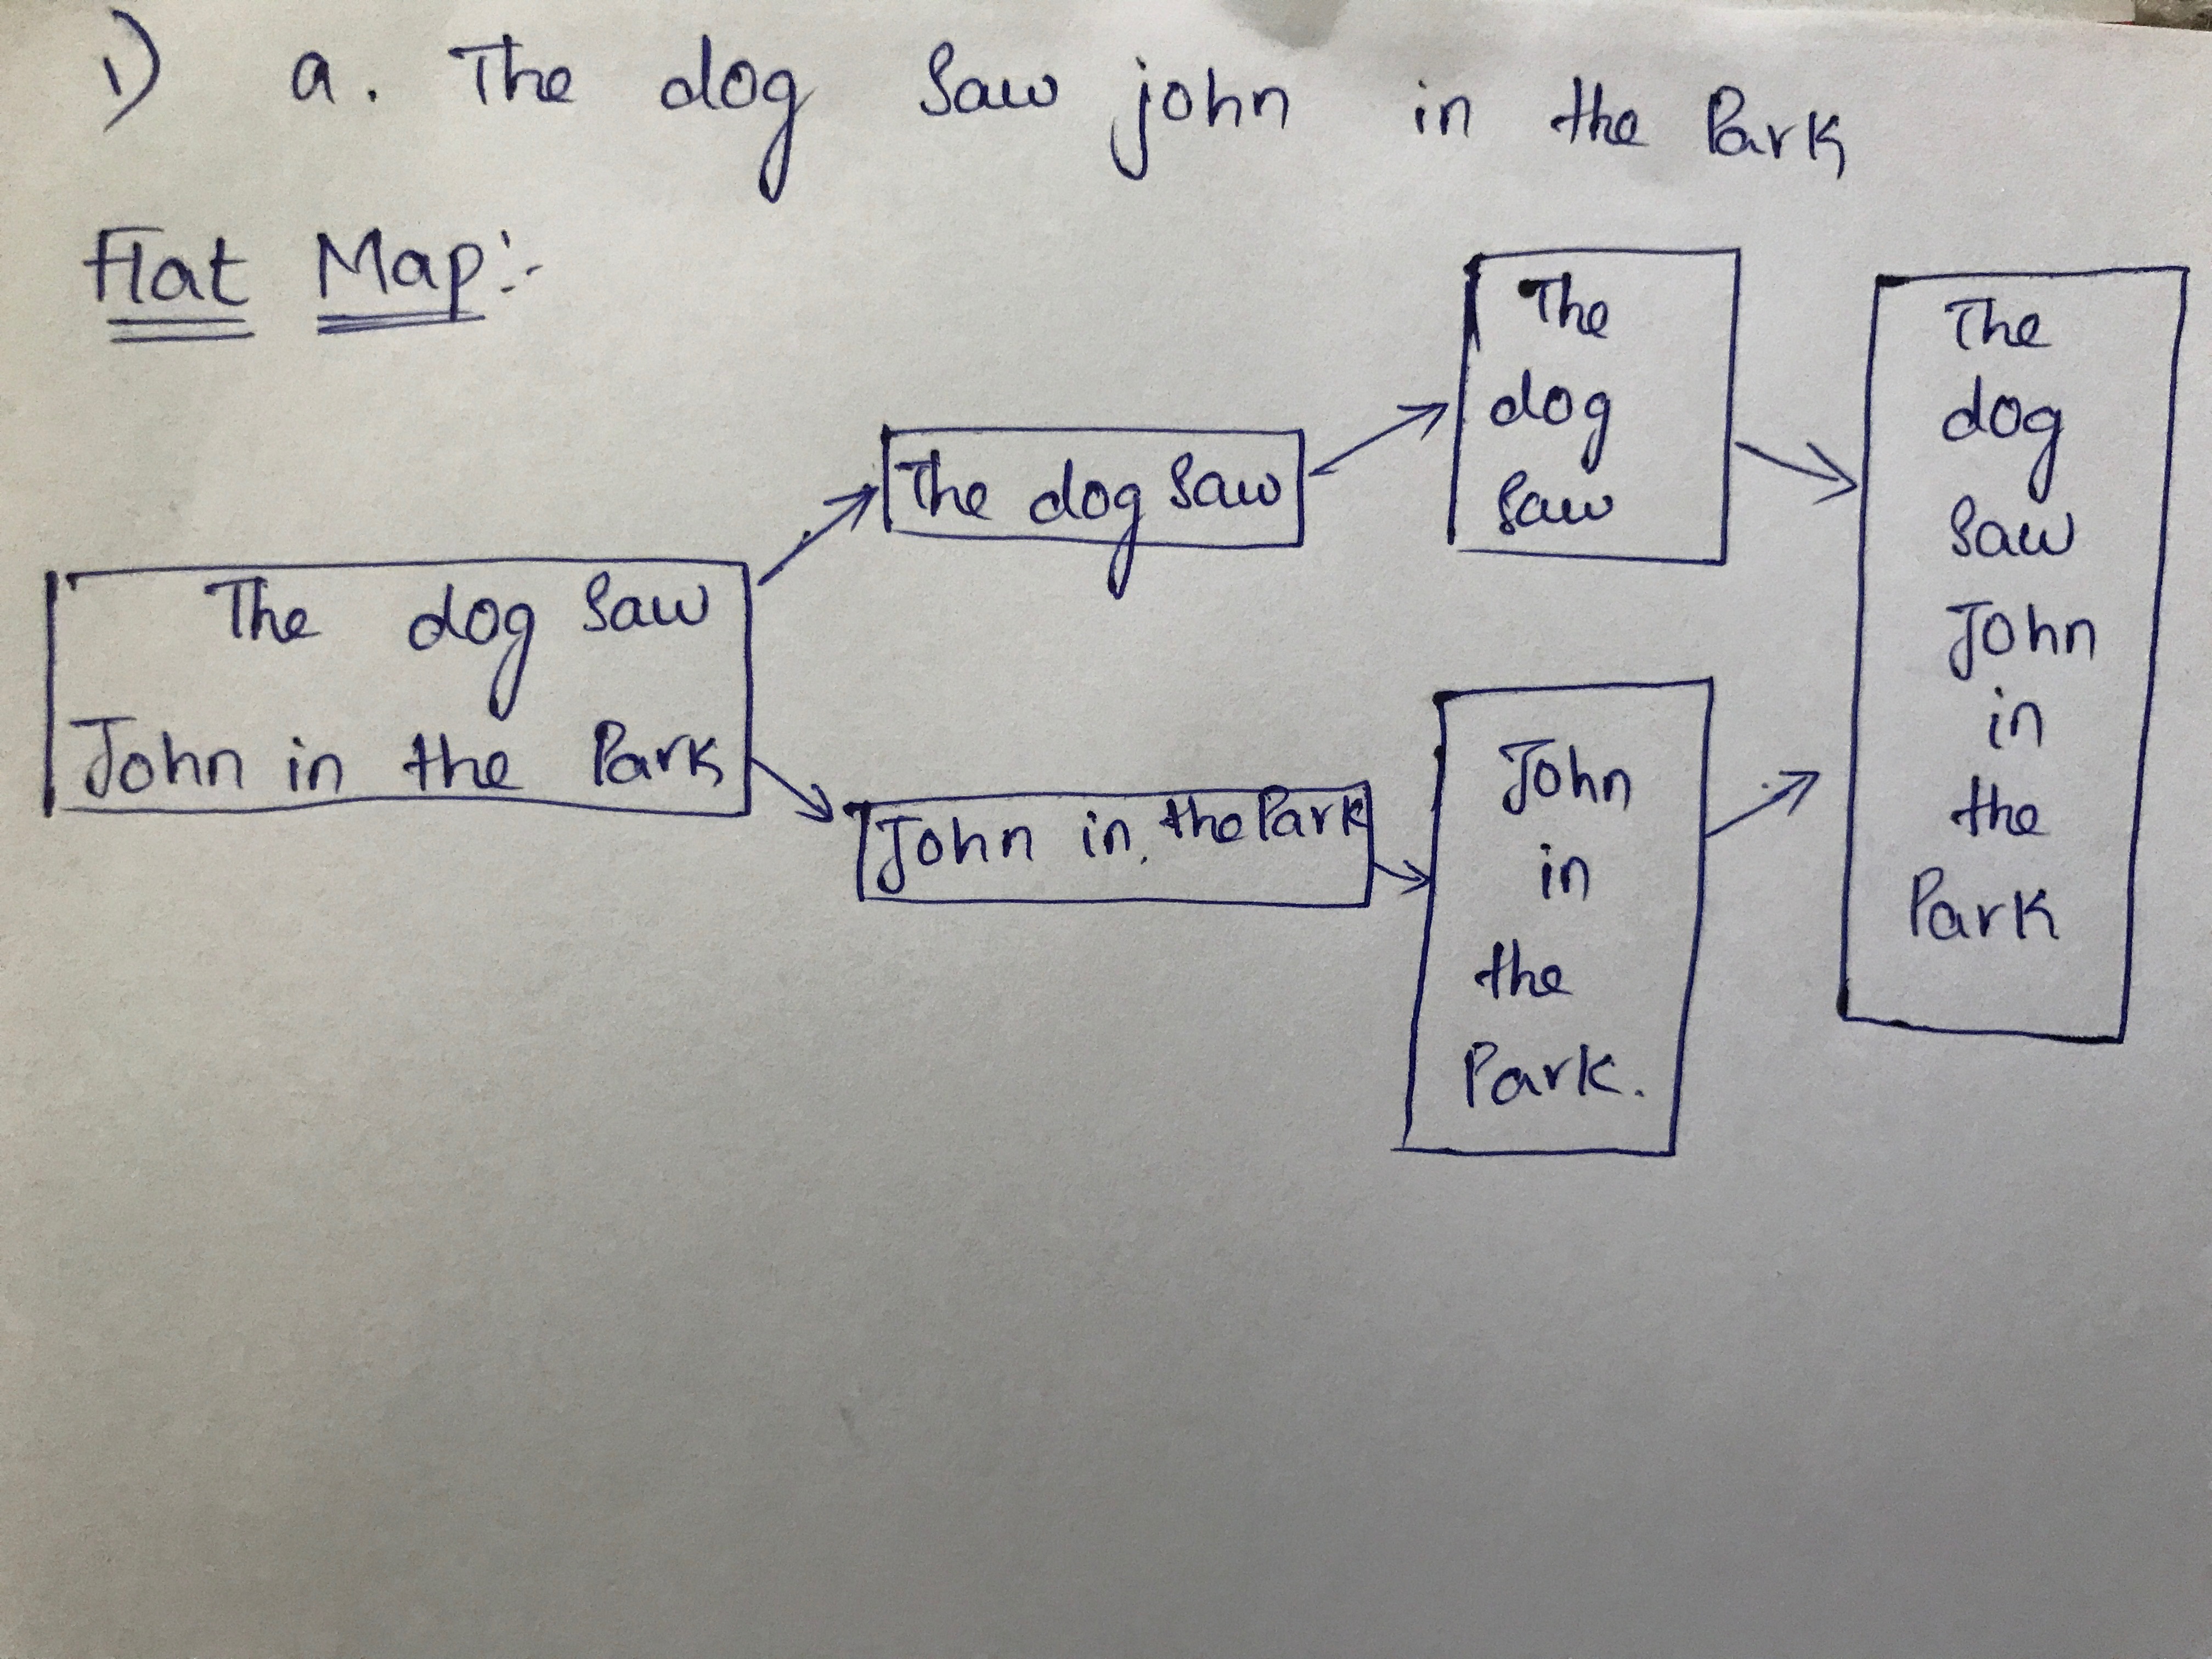 1) a. The dog saw john in the Park
Flat Map:-
The dog saw
John in the Park
The dog saw
John in the Park
The
dog
saw
John
in
the
Park.
The
dog
saw
John
in
the
Park